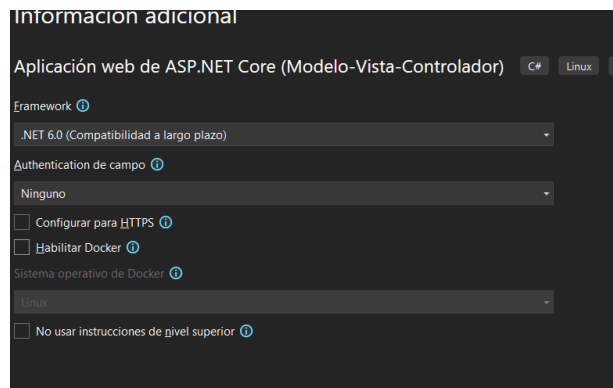 Información adicional
Aplicación web de ASP.NET Core (Modelo-Vista-Controlador) C# Linux
Framework
.NET 6.0 (Compatibilidad a largo plazo)
Authentication de campo
Ninguno
Configurar para HTTPS
Habilitar Docker
Sistema operativo de Docker
Linux
No usar instrucciones de nivel superior